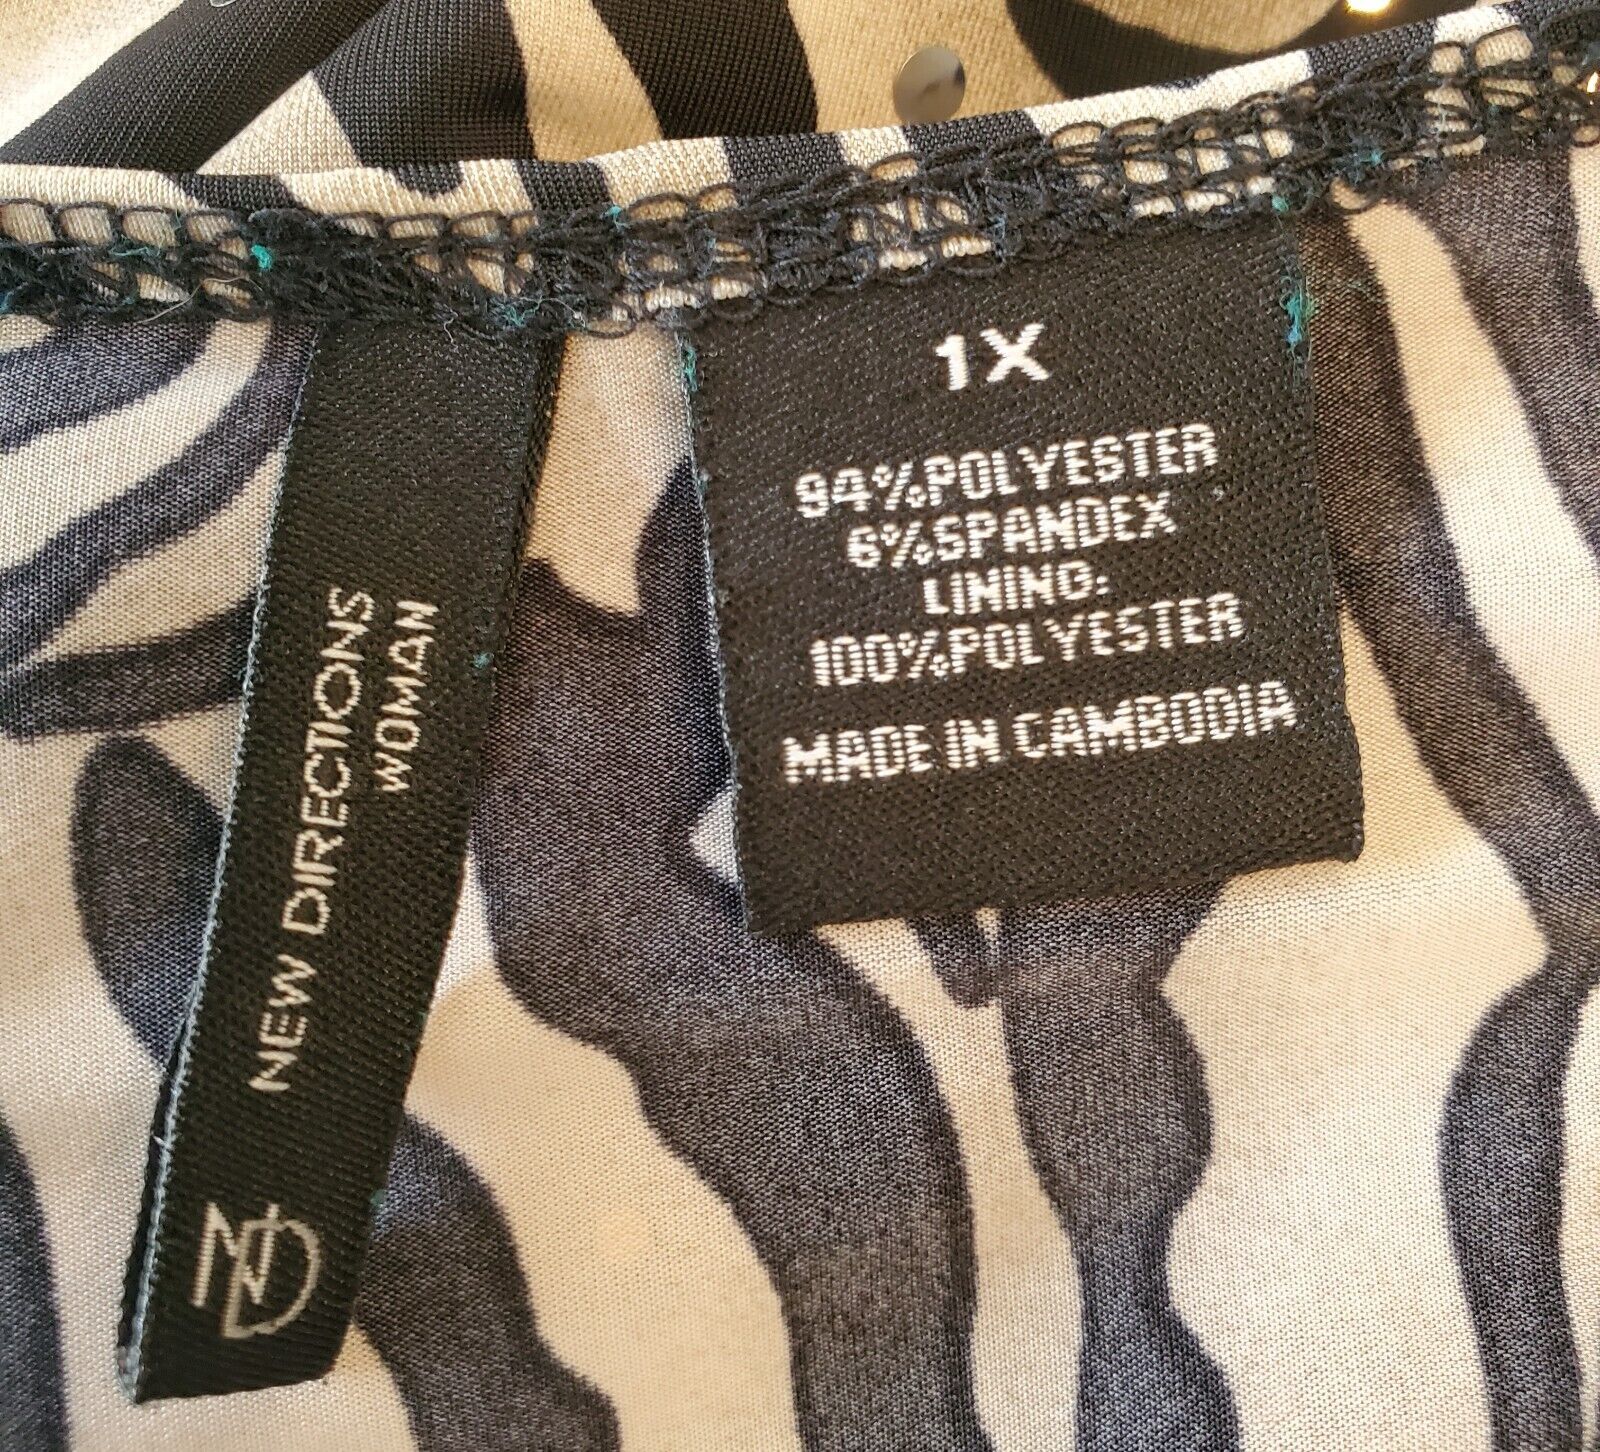 ND
NEW DIRECTIONS
WOMAN
1X
94%POLYESTER
6%SPANDEX
LINING:
100%POLYESTER
MADE IN CAMBODIA